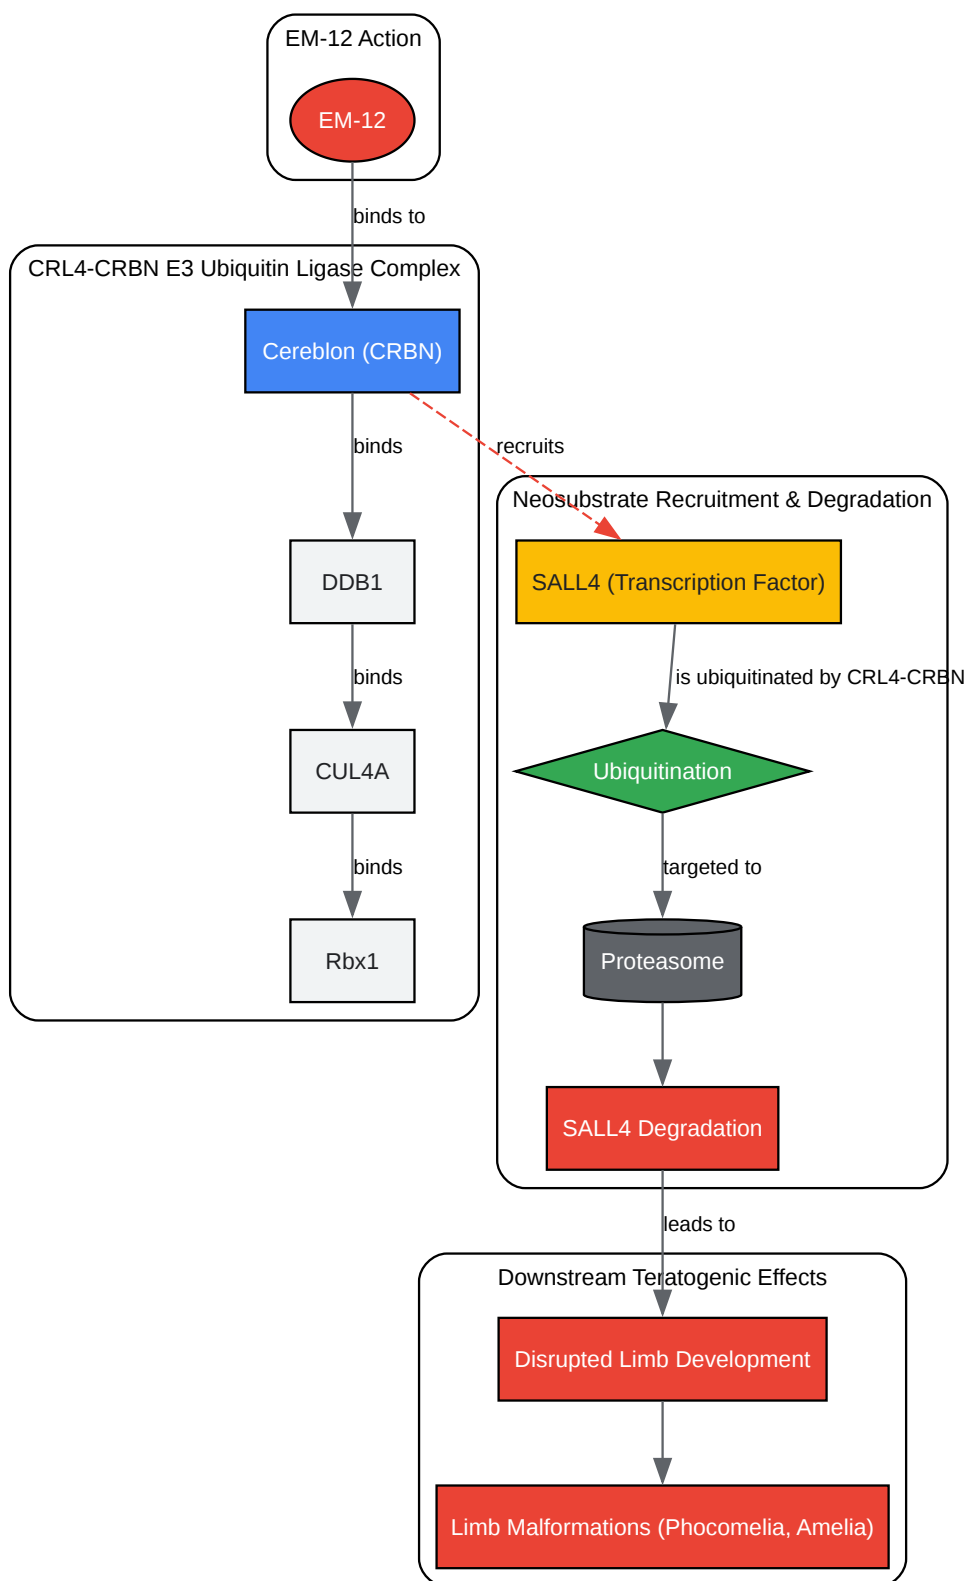 EM-12 Action
EM-12
binds to
CRL4-CRBN E3 Ubiquitin Ligase Complex
Cereblon (CRBN)
binds
recruits
Neosubstrate Recruitment & Degradation
DDB1
SALL4 (Transcription Factor)
binds
is ubiquitinated by CRL4-CRBN
CUL4A
Ubiquitination
binds
targeted to
Rbx1
Proteasome
SALL4 Degradation
leads to
Downstream Teratogenic Effects
Disrupted Limb Development
Limb Malformations (Phocomelia, Amelia)